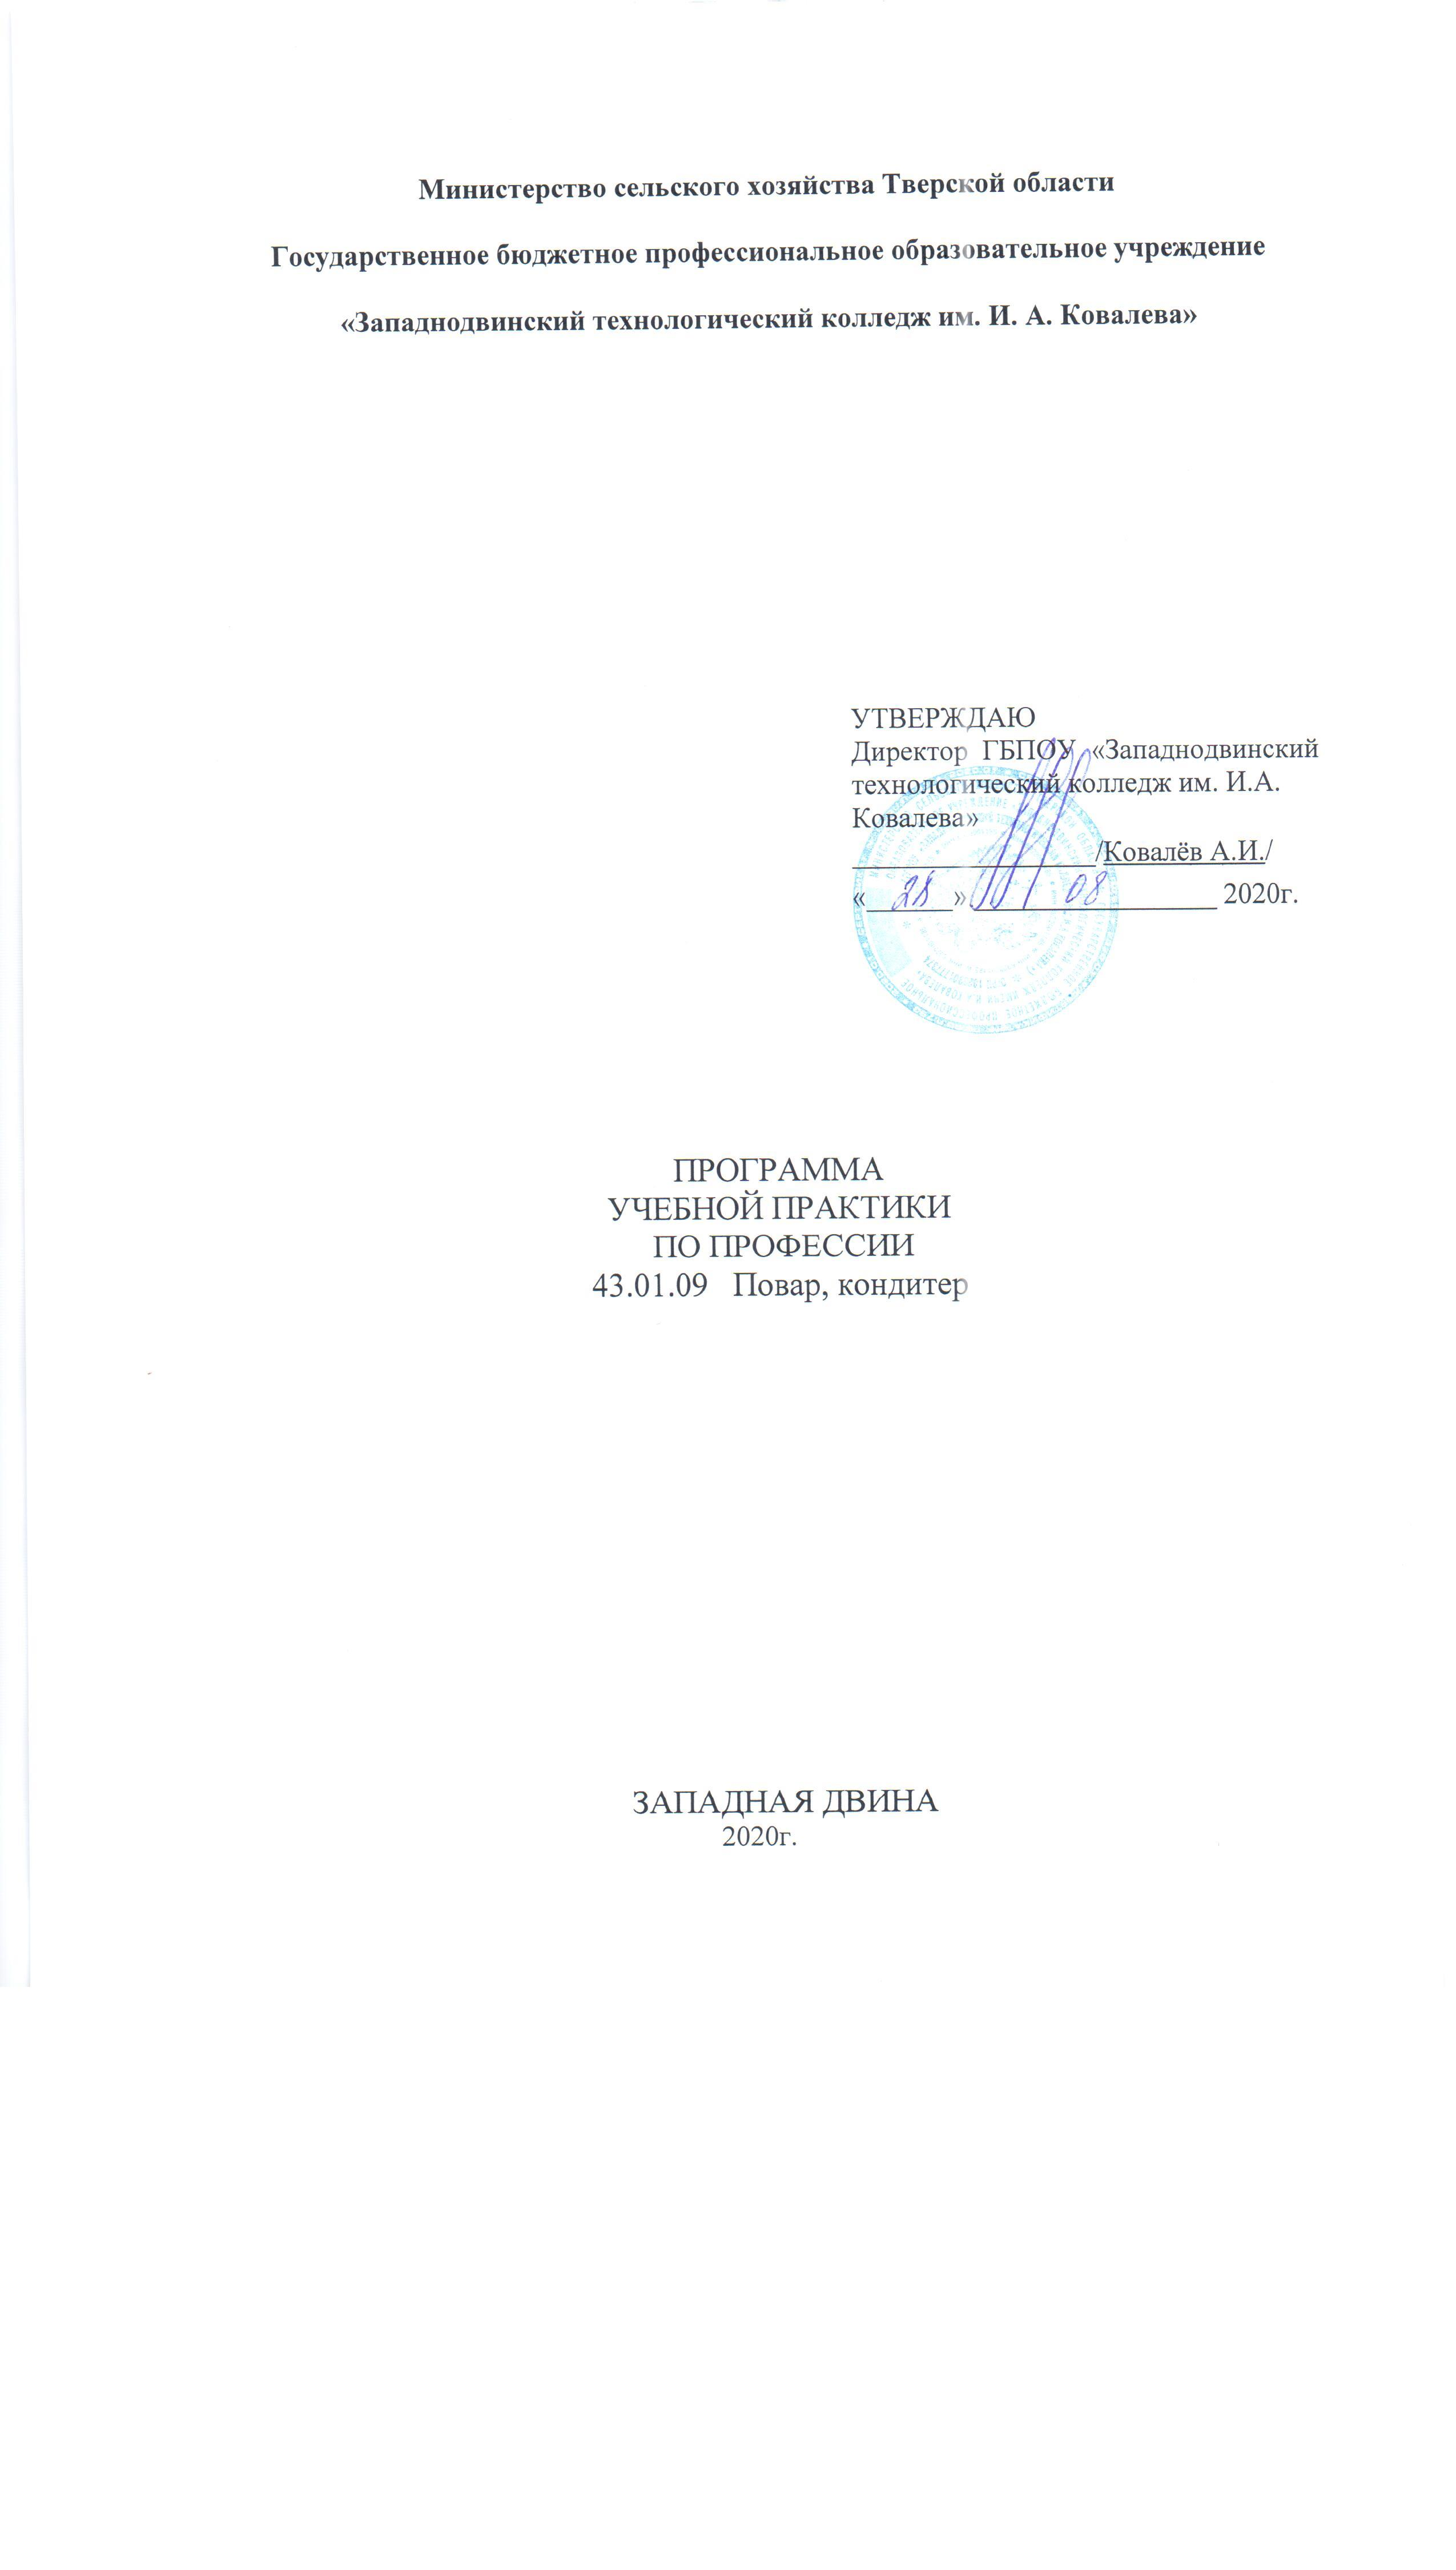 Министерство сельского хозяйства Тверской области
Государственное бюджетное профессиональное образовательное учреждение
«Западнодвинский технологический колледж им. И. А. Ковалева»
УТВЕРЖДАЮ
Директор ГБПОУ «Западнодвинский
технологический колледж им. И.А.
Ковалева»
/Ковалёв А.И./
«28» 08 2020г.
ПРОГРАММА
УЧЕБНОЙ ПРАКТИКИ
ПО ПРОФЕССИИ
43.01.09 Повар, кондитер
ЗАПАДНАЯ ДВИНА
2020г.